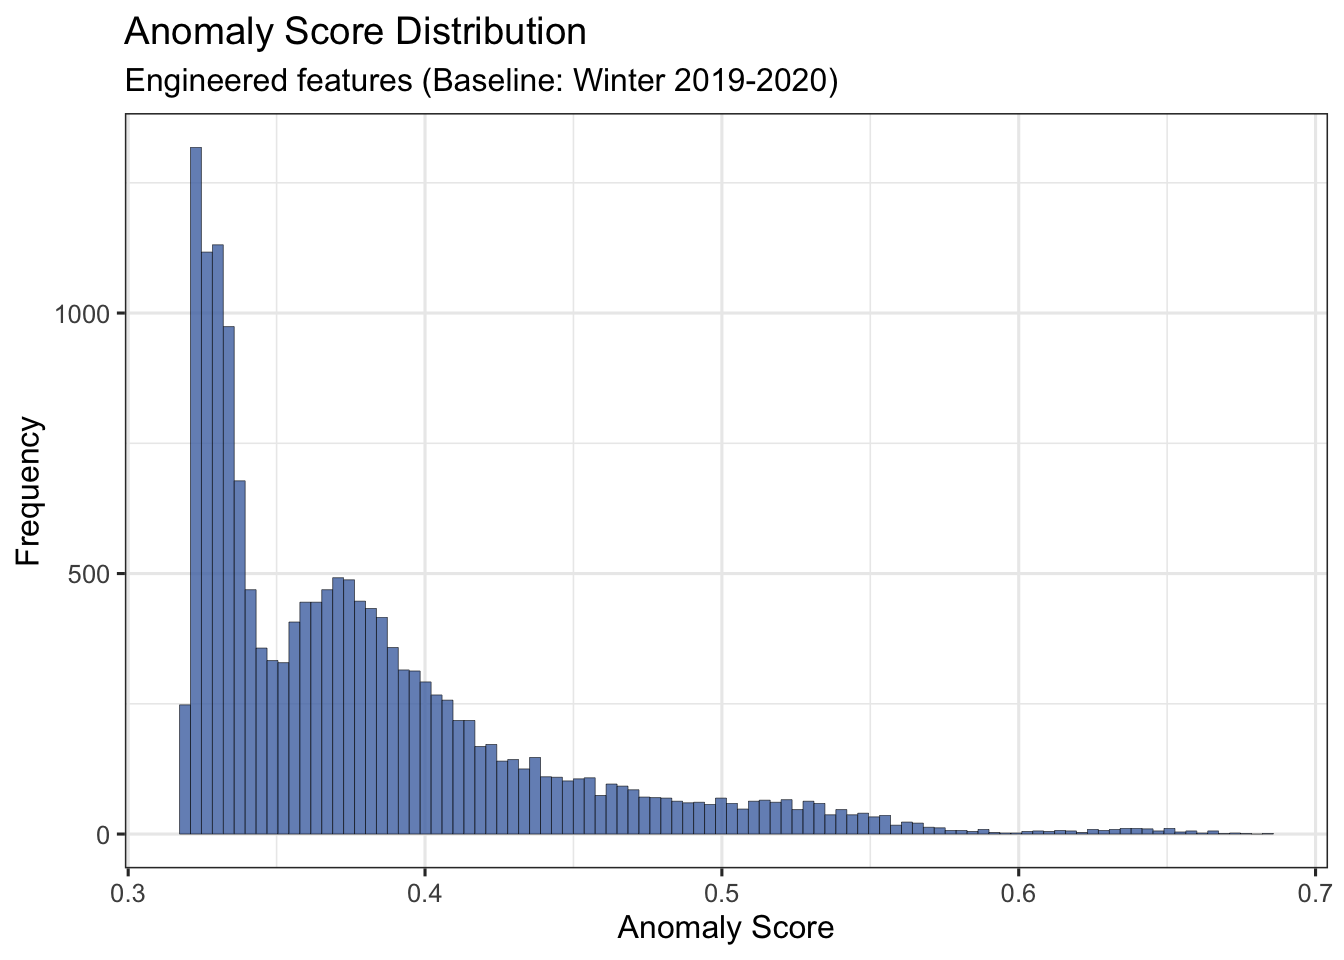 Anomaly Score Distribution
Engineered features (Baseline: Winter 2019-2020)
1000
500
0
Frequency
0.3 0.4 0.5 0.6 0.7
Anomaly Score